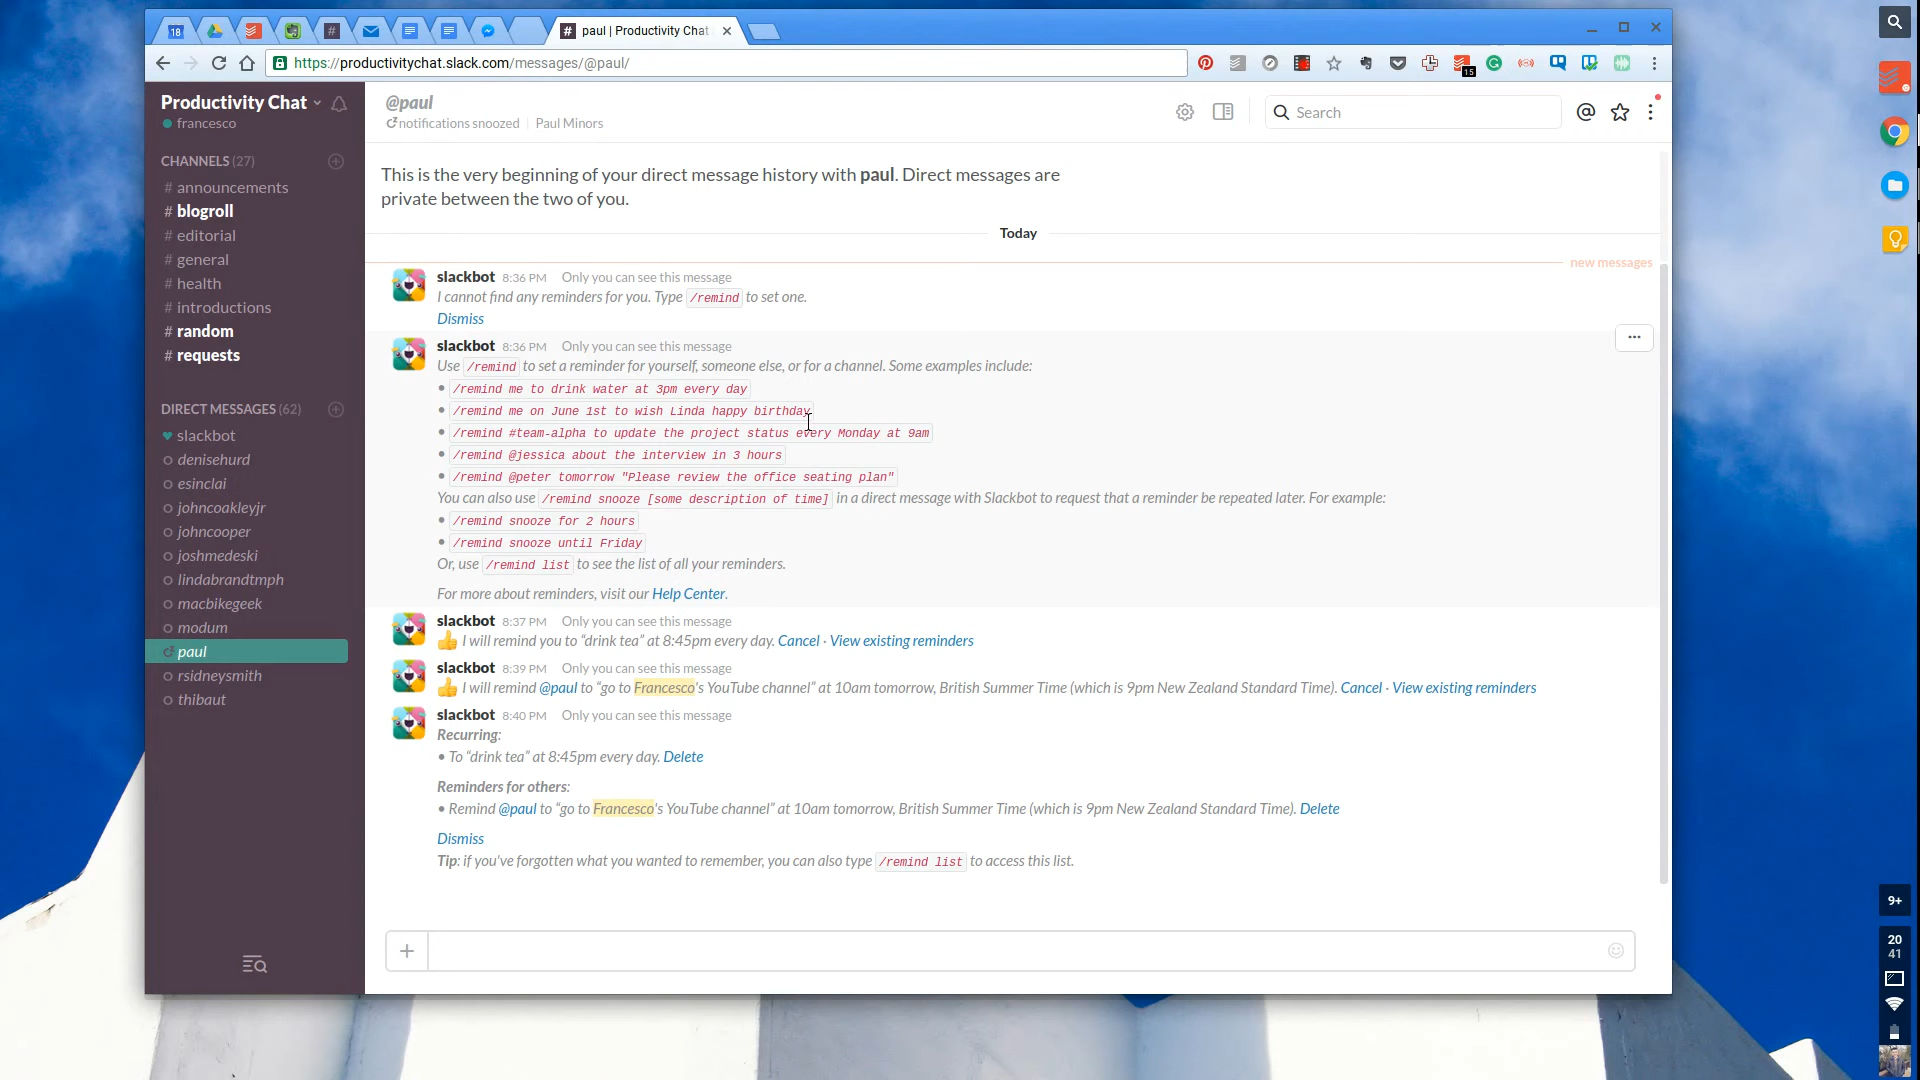 18
paul | Productivity Chat
https://productivitychat.slack.com/messages/@paul/
15
Productivity Chat
francesco
CHANNELS (27)
# announcements
# blogroll
# editorial
# general
# health
# introductions
# random
# requests
DIRECT MESSAGES (62)
slackbot
denisehurd
esinclai
johncoakleyjr
johncooper
joshmedeski
lindabrandtmph
macbikegeek
modum
paul
rsidneysmith
thibaut
@paul
notifications snoozed | Paul Minors
Search
This is the very beginning of your direct message history with paul. Direct messages are
private between the two of you.
Today
new messages
slackbot 8:36 PM Only you can see this message
I cannot find any reminders for you. Type /remind to set one.
Dismiss
slackbot 8:36 PM Only you can see this message
Use /remind to set a reminder for yourself, someone else, or for a channel. Some examples include:
• /remind me to drink water at 3pm every day
• /remind me on June 1st to wish Linda happy birthday
• /remind #team-alpha to update the project status every Monday at 9am
• /remind @jessica about the interview in 3 hours
• /remind @peter tomorrow "Please review the office seating plan"
You can also use /remind snooze [some description of time] in a direct message with Slackbot to request that a reminder be repeated later. For example:
• /remind snooze for 2 hours
• /remind snooze until Friday
Or, use /remind list to see the list of all your reminders.
For more about reminders, visit our Help Center.
slackbot 8:37 PM Only you can see this message
👍 I will remind you to “drink tea” at 8:45pm every day. Cancel · View existing reminders
slackbot 8:39 PM Only you can see this message
👍 I will remind @paul to “go to Francesco's YouTube channel” at 10am tomorrow, British Summer Time (which is 9pm New Zealand Standard Time). Cancel · View existing reminders
slackbot 8:40 PM Only you can see this message
Recurring:
• To “drink tea” at 8:45pm every day. Delete
Reminders for others:
• Remind @paul to “go to Francesco's YouTube channel” at 10am tomorrow, British Summer Time (which is 9pm New Zealand Standard Time). Delete
Dismiss
Tip: if you've forgotten what you wanted to remember, you can also type /remind list to access this list.
9+
20
41